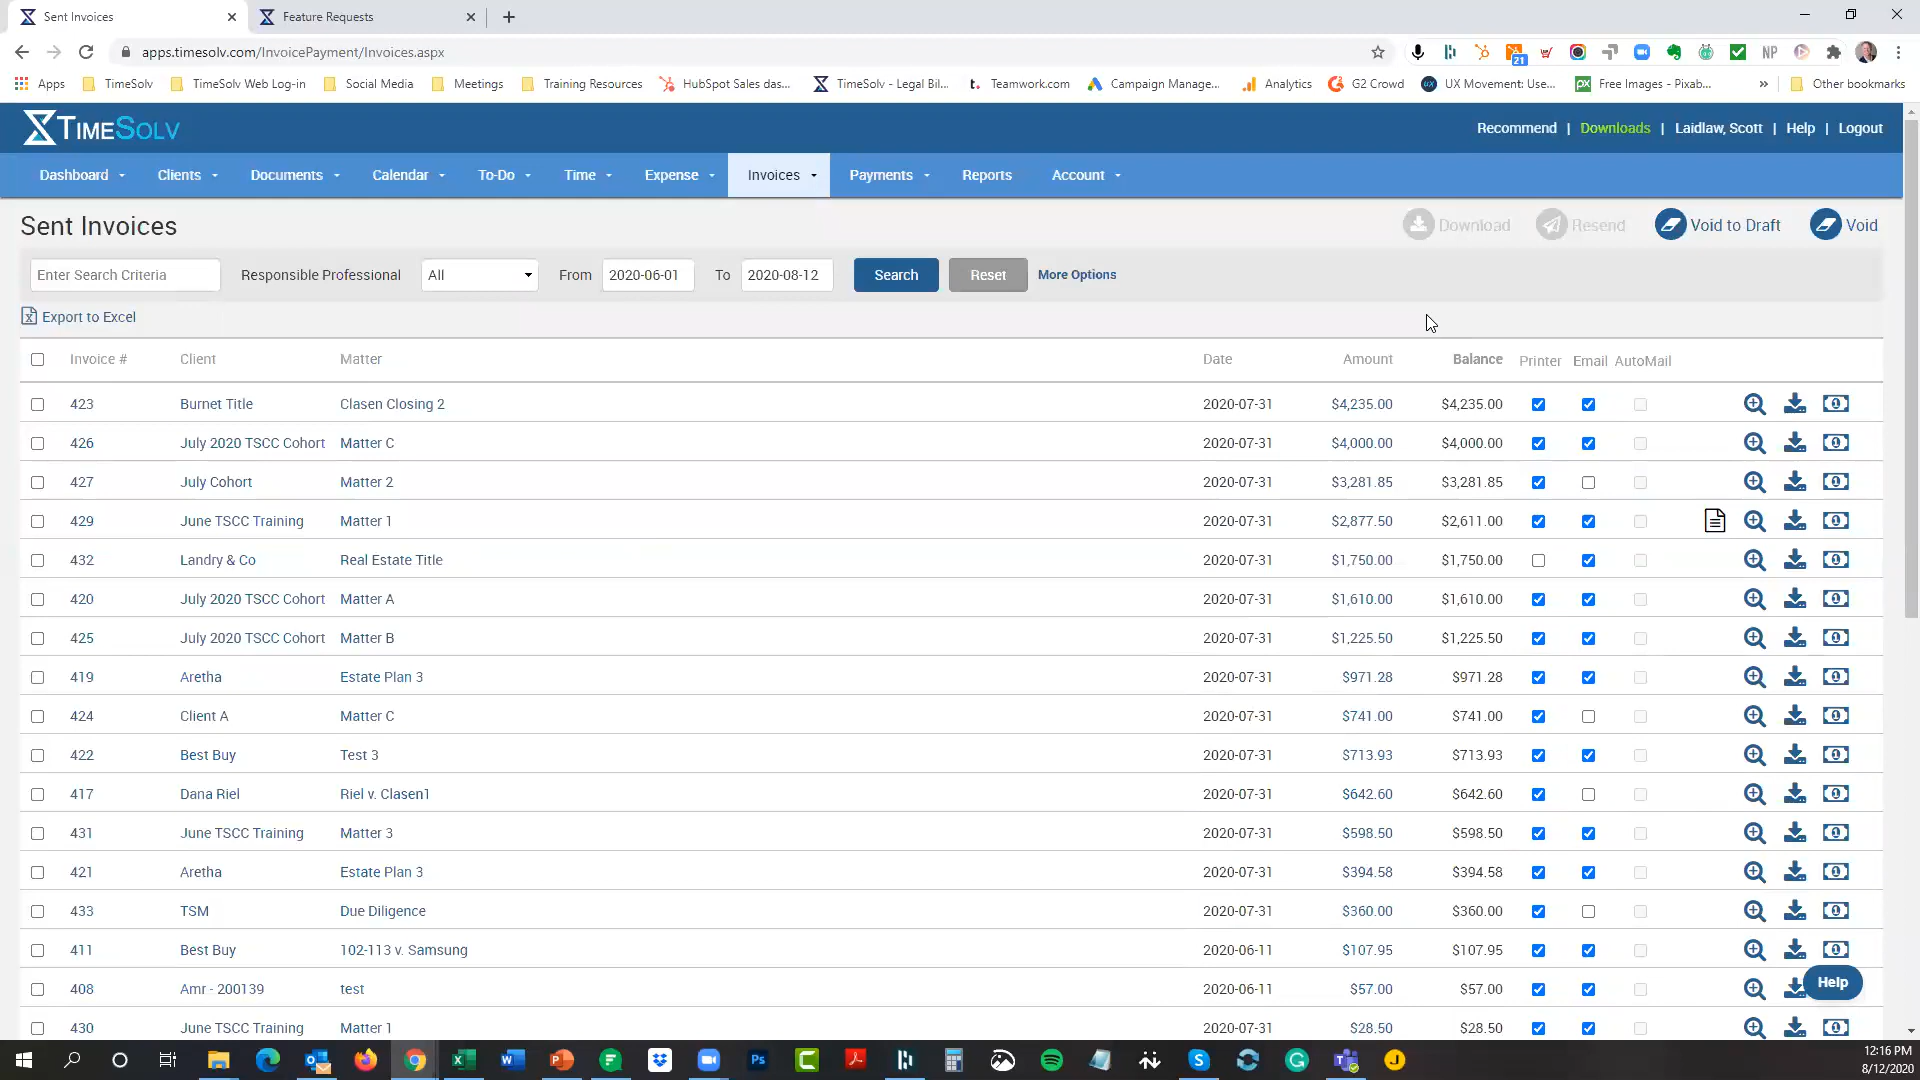 Sent Invoices
Feature Requests
apps.timesolv.com/InvoicePayment/Invoices.aspx
21
NP
Apps TimeSolv TimeSolv Web Log-in Social Media Meetings Training Resources HubSpot Sales das... TimeSolv - Legal Bil... Teamwork.com Campaign Manage... Analytics G2 Crowd UX Movement: Use... Free Images - Pixab... » Other bookmarks
TIMESOLV
Recommend | Downloads | Laidlaw, Scott | Help | Logout
Dashboard Clients Documents Calendar To-Do Time Expense Invoices Payments Reports Account
Sent Invoices
Download Resend Void to Draft Void
Enter Search Criteria Responsible Professional All From 2020-06-01 To 2020-08-12 Search Reset More Options
Export to Excel
Invoice # Client Matter Date Amount Balance Printer Email AutoMail
423 Burnet Title Clasen Closing 2 2020-07-31 $4,235.00 $4,235.00
426 July 2020 TSCC Cohort Matter C 2020-07-31 $4,000.00 $4,000.00
427 July Cohort Matter 2 2020-07-31 $3,281.85 $3,281.85
429 June TSCC Training Matter 1 2020-07-31 $2,877.50 $2,611.00
432 Landry & Co Real Estate Title 2020-07-31 $1,750.00 $1,750.00
420 July 2020 TSCC Cohort Matter A 2020-07-31 $1,610.00 $1,610.00
425 July 2020 TSCC Cohort Matter B 2020-07-31 $1,225.50 $1,225.50
419 Aretha Estate Plan 3 2020-07-31 $971.28 $971.28
424 Client A Matter C 2020-07-31 $741.00 $741.00
422 Best Buy Test 3 2020-07-31 $713.93 $713.93
417 Dana Riel Riel v. Clasen1 2020-07-31 $642.60 $642.60
431 June TSCC Training Matter 3 2020-07-31 $598.50 $598.50
421 Aretha Estate Plan 3 2020-07-31 $394.58 $394.58
433 TSM Due Diligence 2020-07-31 $360.00 $360.00
411 Best Buy 102-113 v. Samsung 2020-06-11 $107.95 $107.95
408 Amr - 200139 test 2020-06-11 $57.00 $57.00
Help
430 June TSCC Training Matter 1 2020-07-31 $28.50 $28.50
12:16 PM
8/12/2020